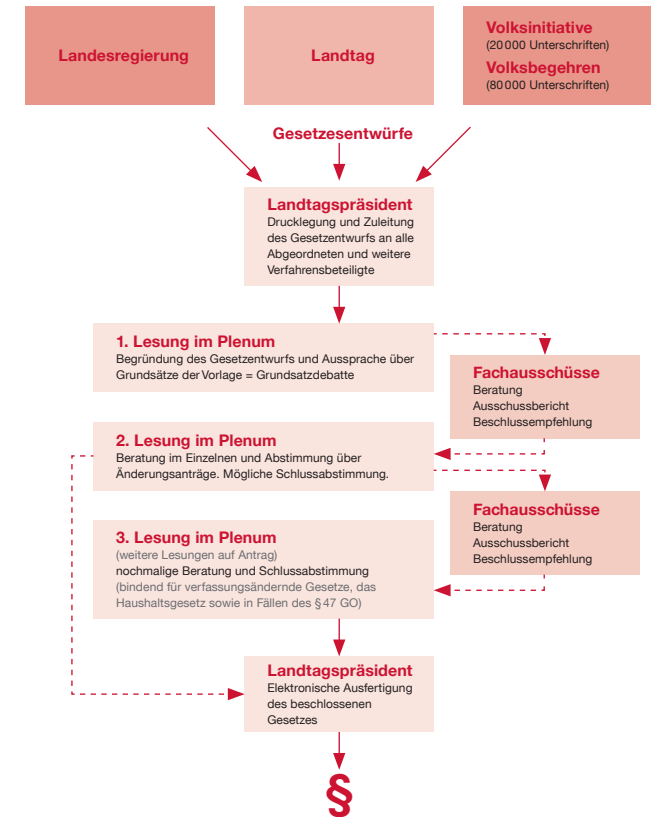 Landesregierung
Landtag
Volksinitiative
(20 000 Unterschriften)
Volksbegehren
(80 000 Unterschriften)
Gesetzesentwürfe
Landtagspräsident
Drucklegung und Zuleitung
des Gesetzentwurfs an alle
Abgeordneten und weitere
Verfahrensbeteiligte
1. Lesung im Plenum
Begründung des Gesetzentwurfs und Aussprache über
Grundsätze der Vorlage = Grundsatzdebatte
Fachausschüsse
Beratung
Ausschussbericht
Beschlussempfehlung
2. Lesung im Plenum
Beratung im Einzelnen und Abstimmung über
Änderungsanträge. Mögliche Schlussabstimmung.
Fachausschüsse
Beratung
Ausschussbericht
Beschlussempfehlung
3. Lesung im Plenum
(weitere Lesungen auf Antrag)
nochmalige Beratung und Schlussabstimmung
(bindend für verfassungsändernde Gesetze, das
Haushaltsgesetz sowie in Fällen des § 47 GO)
Landtagspräsident
Elektronische Ausfertigung
des beschlossenen
Gesetzes
§